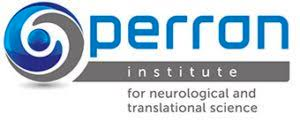 perron
institute
for neurological and
translational science